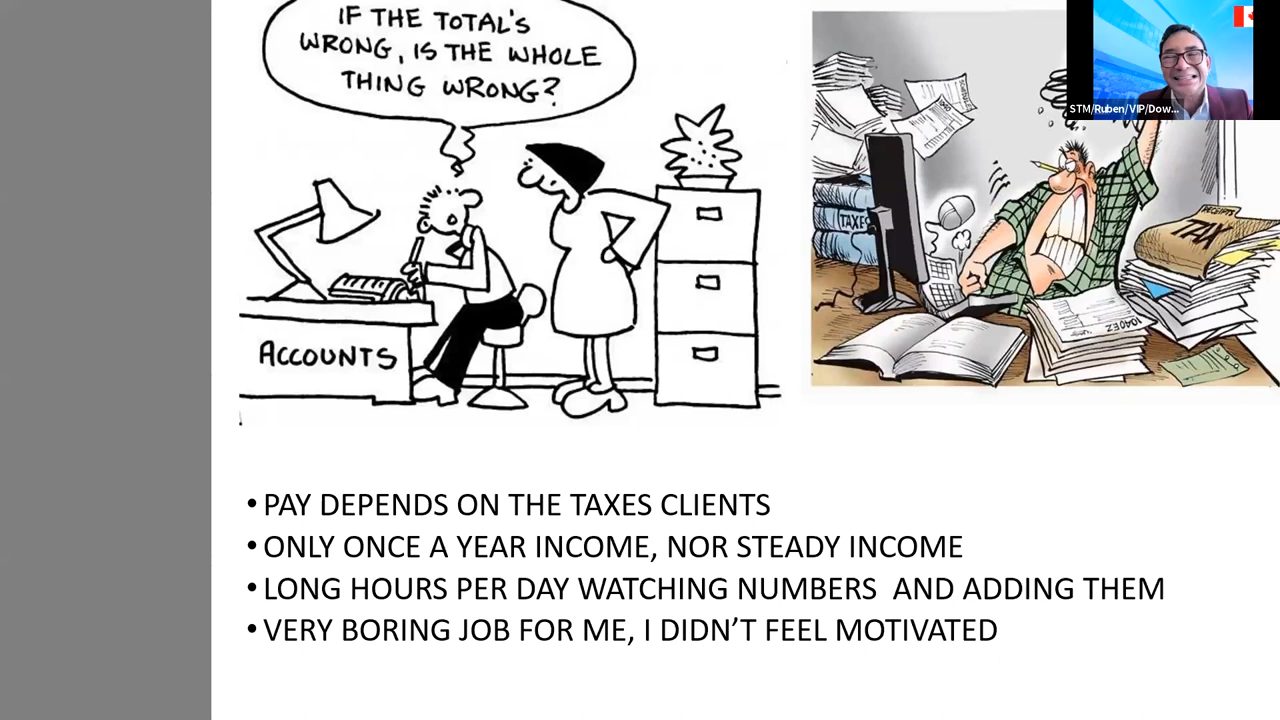 IF THE TOTAL'S
WRONG, IS THE WHOLE
THING WRONG?
ACCOUNTS
TAXES
RECEIPTS
TAX
1040EZ
STM/Ruben/VIP/Dow...
• PAY DEPENDS ON THE TAXES CLIENTS
• ONLY ONCE A YEAR INCOME, NOR STEADY INCOME
• LONG HOURS PER DAY WATCHING NUMBERS  AND ADDING THEM
• VERY BORING JOB FOR ME, I DIDN'T FEEL MOTIVATED